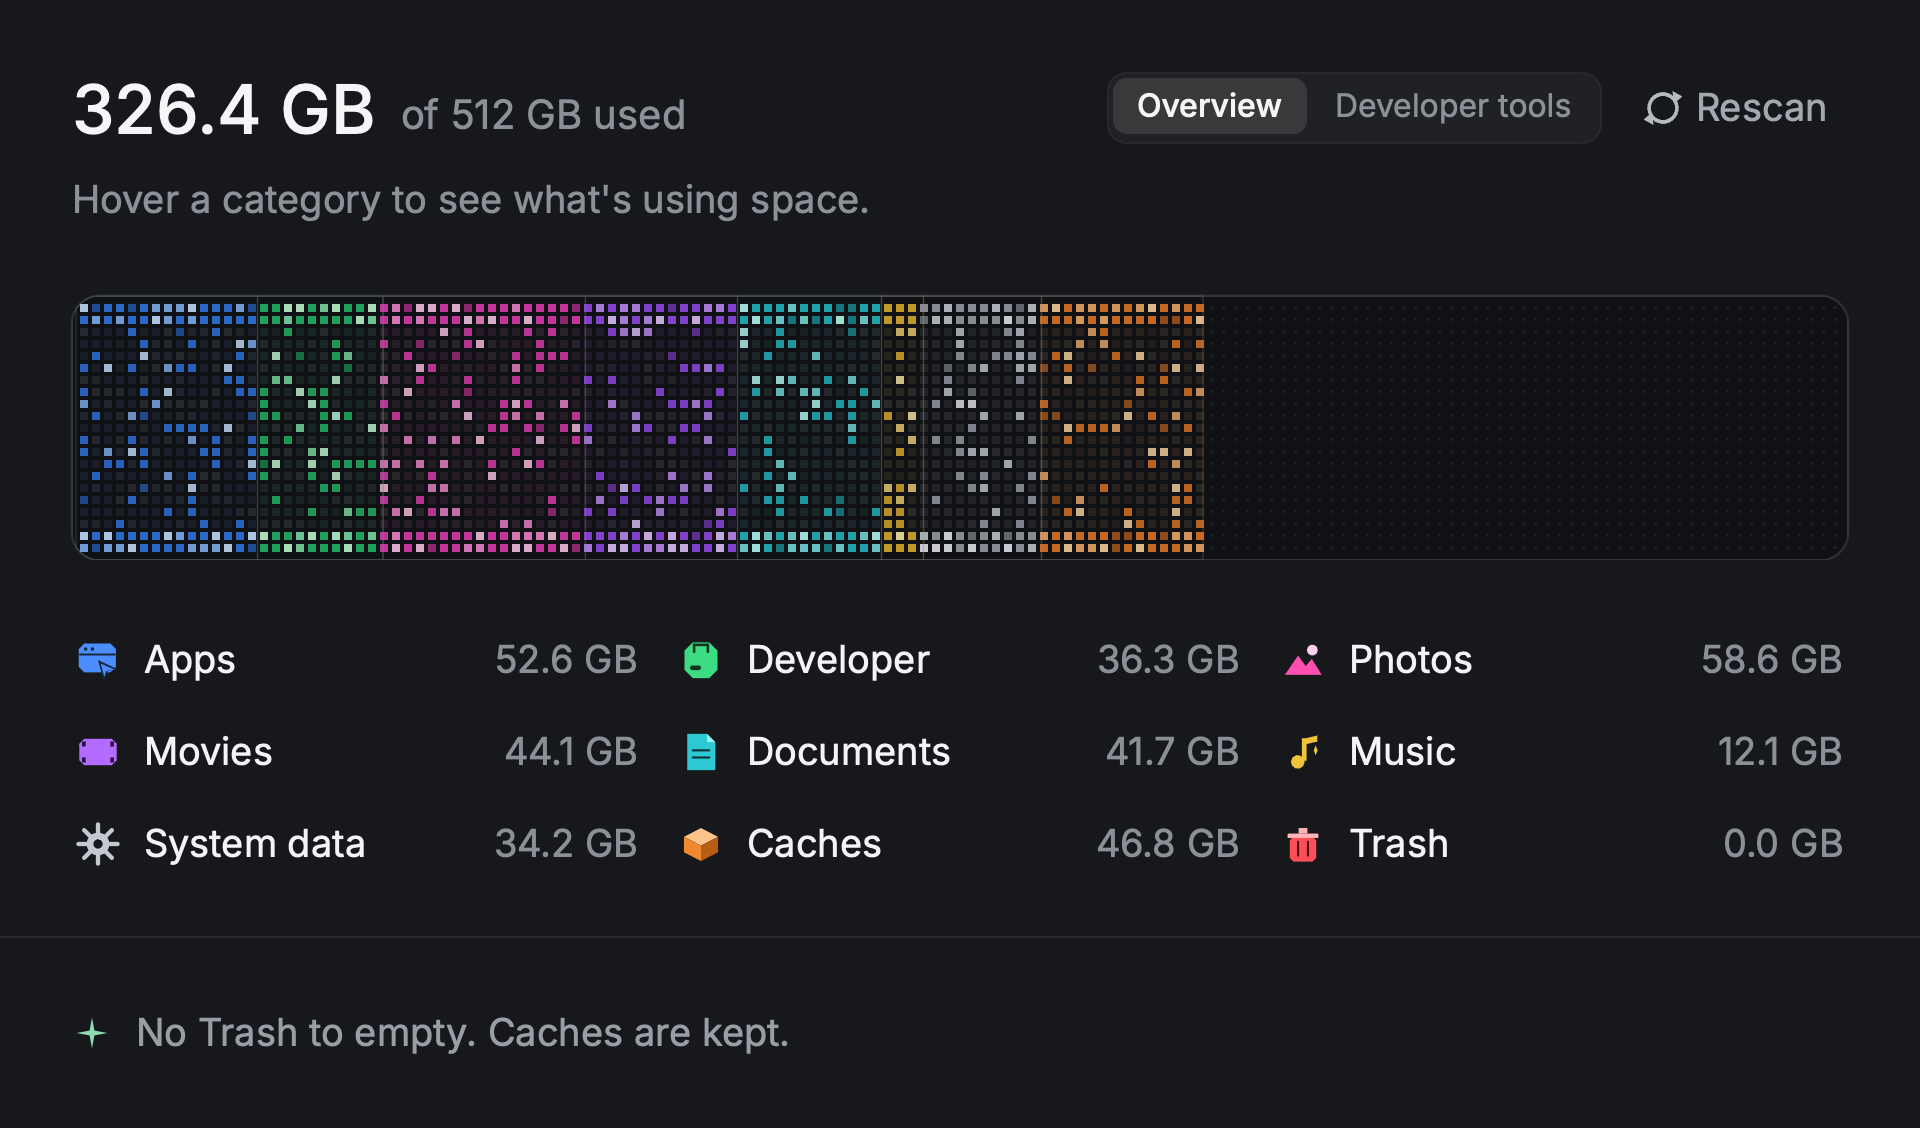 326.4 GB of 512 GB used
Overview
Developer tools
Rescan
Hover a category to see what's using space.
Apps 52.6 GB
Developer 36.3 GB
Photos 58.6 GB
Movies 44.1 GB
Documents 41.7 GB
Music 12.1 GB
System data 34.2 GB
Caches 46.8 GB
Trash 0.0 GB
No Trash to empty. Caches are kept.